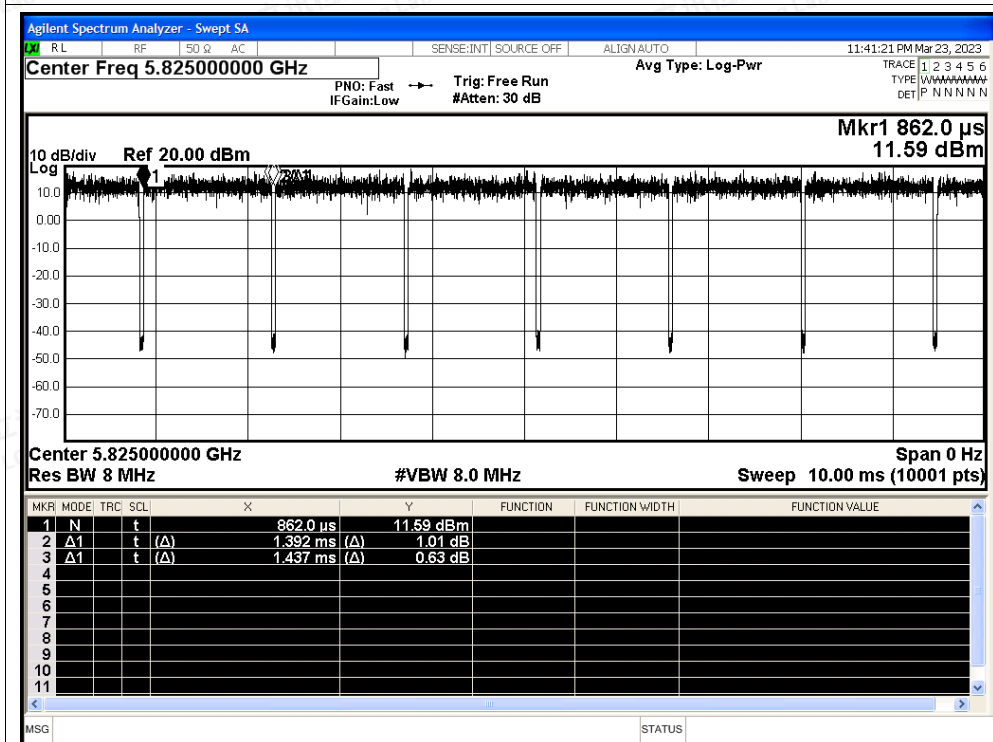 Agilent Spectrum Analyzer - Swept SA
LXI RL RF 50 Ω AC SENSE:INT SOURCE OFF ALIGN AUTO 11:41:21 PM Mar 23, 2023
Center Freq 5.825000000 GHz Avg Type: Log-Pwr TRACE 1 2 3 4 5 6
PNO: Fast Trig: Free Run TYPE WWWWWW
IFGain:Low #Atten: 30 dB DET P N N N N N
Mkr1 862.0 µs
10 dB/div Ref 20.00 dBm 11.59 dBm
Log
1
10.0
0.00
-10.0
-20.0
-30.0
-40.0
-50.0
-60.0
-70.0
Center 5.825000000 GHz Span 0 Hz
Res BW 8 MHz #VBW 8.0 MHz Sweep 10.00 ms (10001 pts)
MKR MODE TRC SCL X Y FUNCTION FUNCTION WIDTH FUNCTION VALUE
1 N t 862.0 µs 11.59 dBm
2 Δ1 t (Δ) 1.392 ms (Δ) 1.01 dB
3 Δ1 t (Δ) 1.437 ms (Δ) 0.63 dB
4
5
6
7
8
9
10
11
MSG STATUS